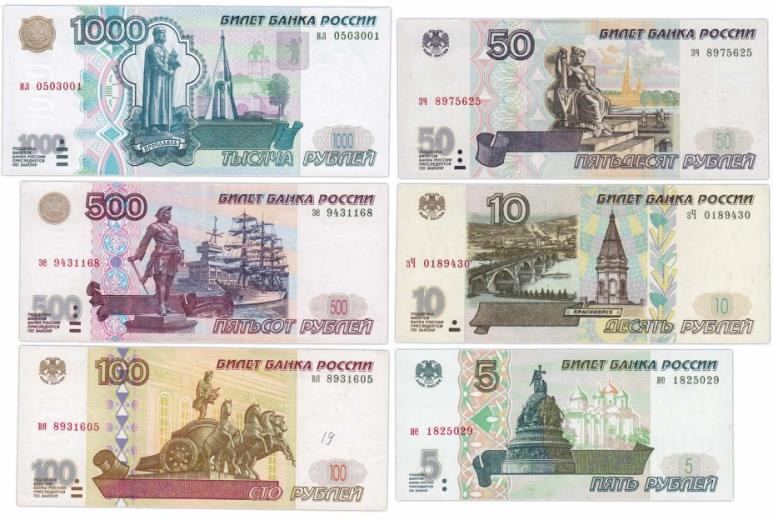 1000
БИЛЕТ БАНКА РОССИИ
ил 0503001
ил 0503001
1000
ПОДДЕЛКА
БИЛЕТОВ
БАНКА РОССИИ
ПРЕСЛЕДУЕТСЯ
ПО ЗАКОНУ
ЯРОСЛАВЛЬ
1000
ТЫСЯЧА РУБЛЕЙ
50
БИЛЕТ БАНКА РОССИИ
зч 8975625
зч 8975625
50
ПОДДЕЛКА
БИЛЕТОВ
БАНКА РОССИИ
ПРЕСЛЕДУЕТСЯ
ПО ЗАКОНУ
50
ПЯТЬДЕСЯТ РУБЛЕЙ
500
БИЛЕТ БАНКА РОССИИ
зе 9431168
зе 9431168
500
ПОДДЕЛКА
БИЛЕТОВ
БАНКА РОССИИ
ПРЕСЛЕДУЕТСЯ
ПО ЗАКОНУ
500
ПЯТЬСОТ РУБЛЕЙ
10
БИЛЕТ БАНКА РОССИИ
зЧ 0189430
зЧ 0189430
10
ПОДДЕЛКА
БИЛЕТОВ
БАНКА РОССИИ
ПРЕСЛЕДУЕТСЯ
ПО ЗАКОНУ
КРАСНОЯРСК
10
ДЕСЯТЬ РУБЛЕЙ
100
БИЛЕТ БАНКА РОССИИ
вя 8931605
вя 8931605
19
100
ПОДДЕЛКА
БИЛЕТОВ
БАНКА РОССИИ
ПРЕСЛЕДУЕТСЯ
ПО ЗАКОНУ
100
СТО РУБЛЕЙ
5
БИЛЕТ БАНКА РОССИИ
ие 1825029
ие 1825029
5
ПОДДЕЛКА
БИЛЕТОВ
БАНКА РОССИИ
ПРЕСЛЕДУЕТСЯ
ПО ЗАКОНУ
5
ПЯТЬ РУБЛЕЙ